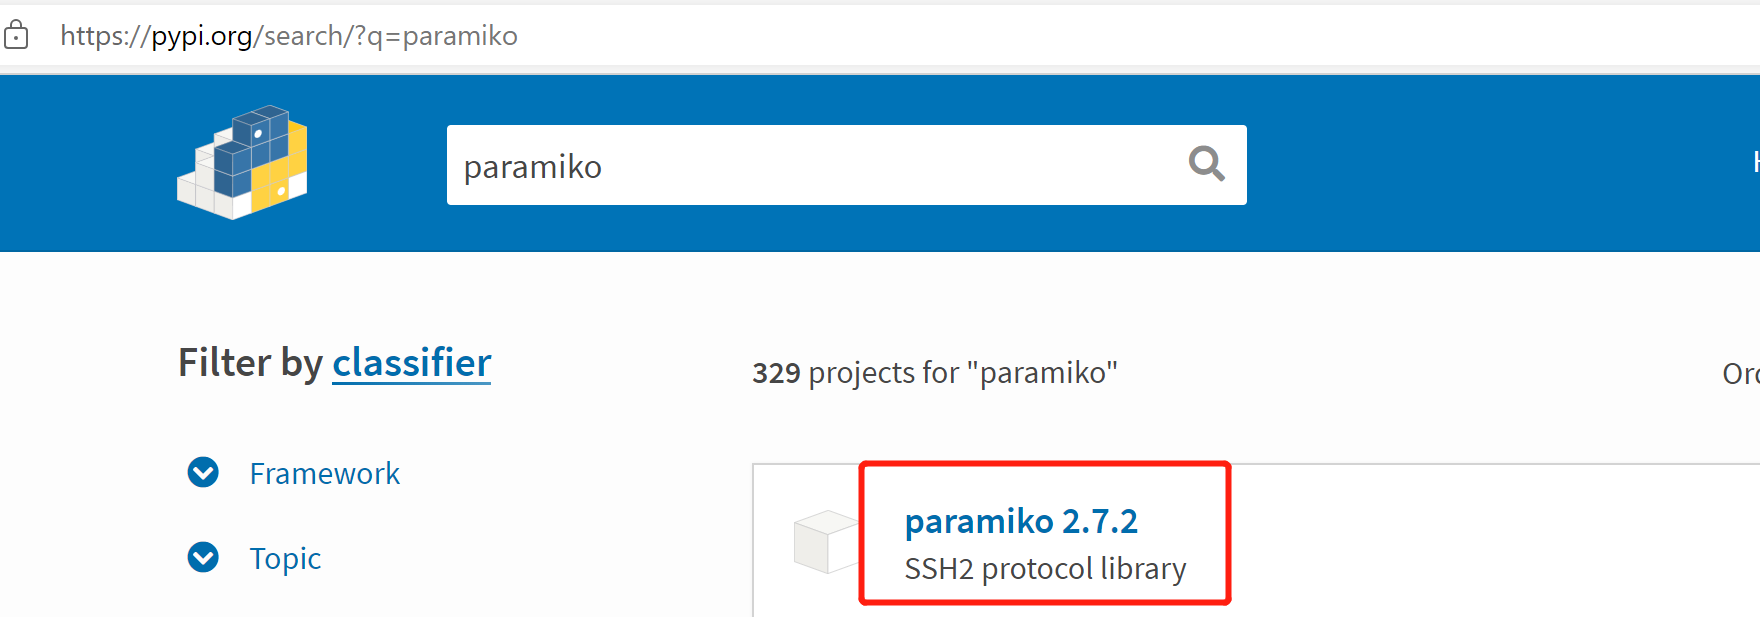 https://pypi.org/search/?q=paramiko
paramiko
Filter by classifier
329 projects for "paramiko"
Framework
Topic
paramiko 2.7.2
SSH2 protocol library